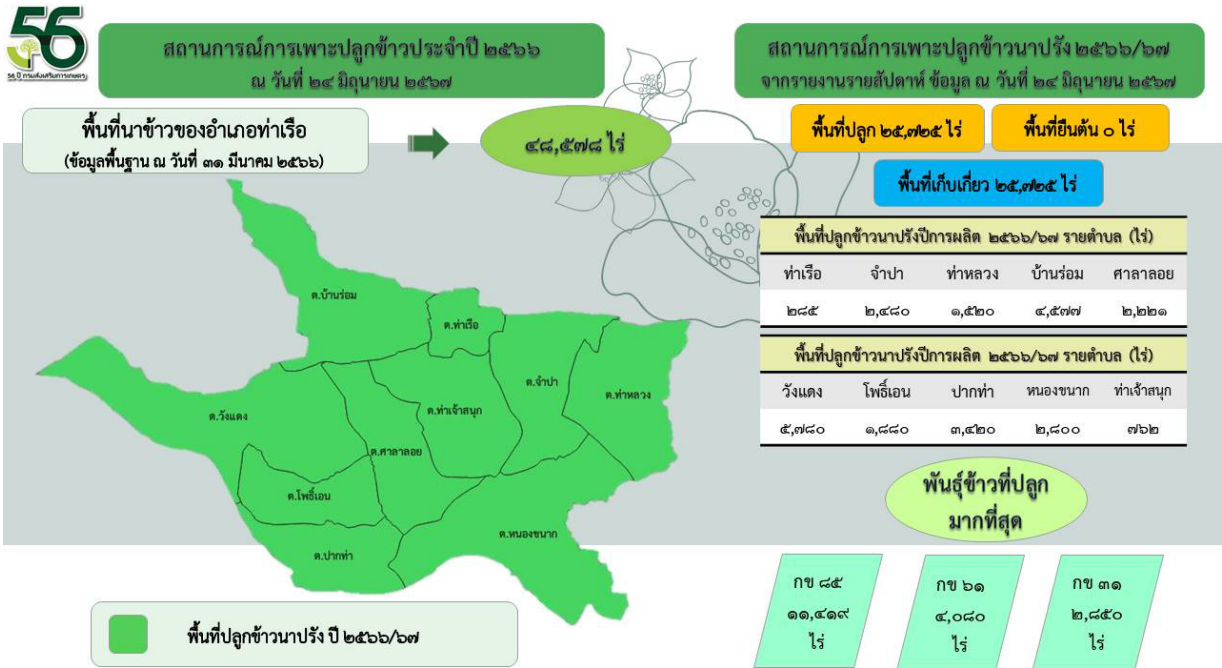 56
56 ปี กรมส่งเสริมการเกษตร
สถานการณ์การเพาะปลูกข้าวประจำปี ๒๕๖๖
ณ วันที่ ๒๔ มิถุนายน ๒๕๖๗
พื้นที่นาข้าวของอำเภอท่าเรือ
(ข้อมูลพื้นฐาน ณ วันที่ ๓๑ มีนาคม ๒๕๖๖)
๔๘,๕๗๘ ไร่
ต.บ้านร่อม
ต.ท่าเรือ
ต.จำปา
ต.ท่าหลวง
ต.วังแดง
ต.ท่าเจ้าสนุก
ต.ศาลาลอย
ต.โพธิ์เอน
ต.หนองขนาก
ต.ปากท่า
พื้นที่ปลูกข้าวนาปรัง ปี ๒๕๖๖/๖๗
สถานการณ์การเพาะปลูกข้าวนาปรัง ๒๕๖๖/๖๗
จากรายงานรายสัปดาห์ ข้อมูล ณ วันที่ ๒๔ มิถุนายน ๒๕๖๗
พื้นที่ปลูก ๒๕,๗๒๕ ไร่
พื้นที่ยืนต้น ๐ ไร่
พื้นที่เก็บเกี่ยว ๒๕,๗๒๕ ไร่
พื้นที่ปลูกข้าวนาปรังปีการผลิต ๒๕๖๖/๖๗ รายตำบล (ไร่)
ท่าเรือ จำปา ท่าหลวง บ้านร่อม ศาลาลอย
๒๘๕ ๒,๔๘๐ ๑,๕๒๐ ๔,๕๗๗ ๒,๒๒๑
พื้นที่ปลูกข้าวนาปรังปีการผลิต ๒๕๖๖/๖๗ รายตำบล (ไร่)
วังแดง โพธิ์เอน ปากท่า หนองขนาก ท่าเจ้าสนุก
๕,๗๘๐ ๑,๘๘๐ ๓,๔๒๐ ๒,๘๐๐ ๗๖๒
พันธุ์ข้าวที่ปลูก
มากที่สุด
กข ๘๕
๑๑,๔๑๙
ไร่
กข ๖๑
๔,๐๘๐
ไร่
กข ๓๑
๒,๘๕๐
ไร่